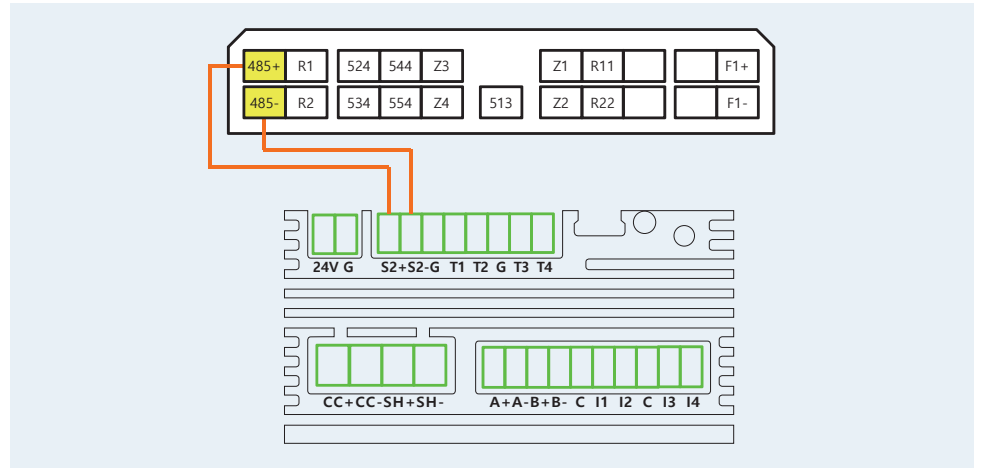 485+ R1 524 544 Z3 Z1 R11 F1+
485- R2 534 554 Z4 513 Z2 R22 F1-
24V G S2+S2-G T1 T2 G T3 T4
CC+CC-SH+SH- A+A-B+B- C I1 I2 C I3 I4